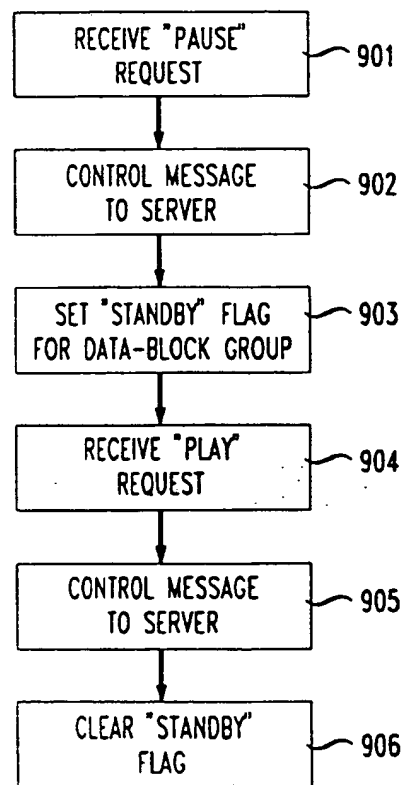 RECEIVE "PAUSE"
REQUEST
901
CONTROL MESSAGE
TO SERVER
902
SET "STANDBY" FLAG
FOR DATA-BLOCK GROUP
903
RECEIVE "PLAY"
REQUEST
904
CONTROL MESSAGE
TO SERVER
905
CLEAR "STANDBY"
FLAG
906